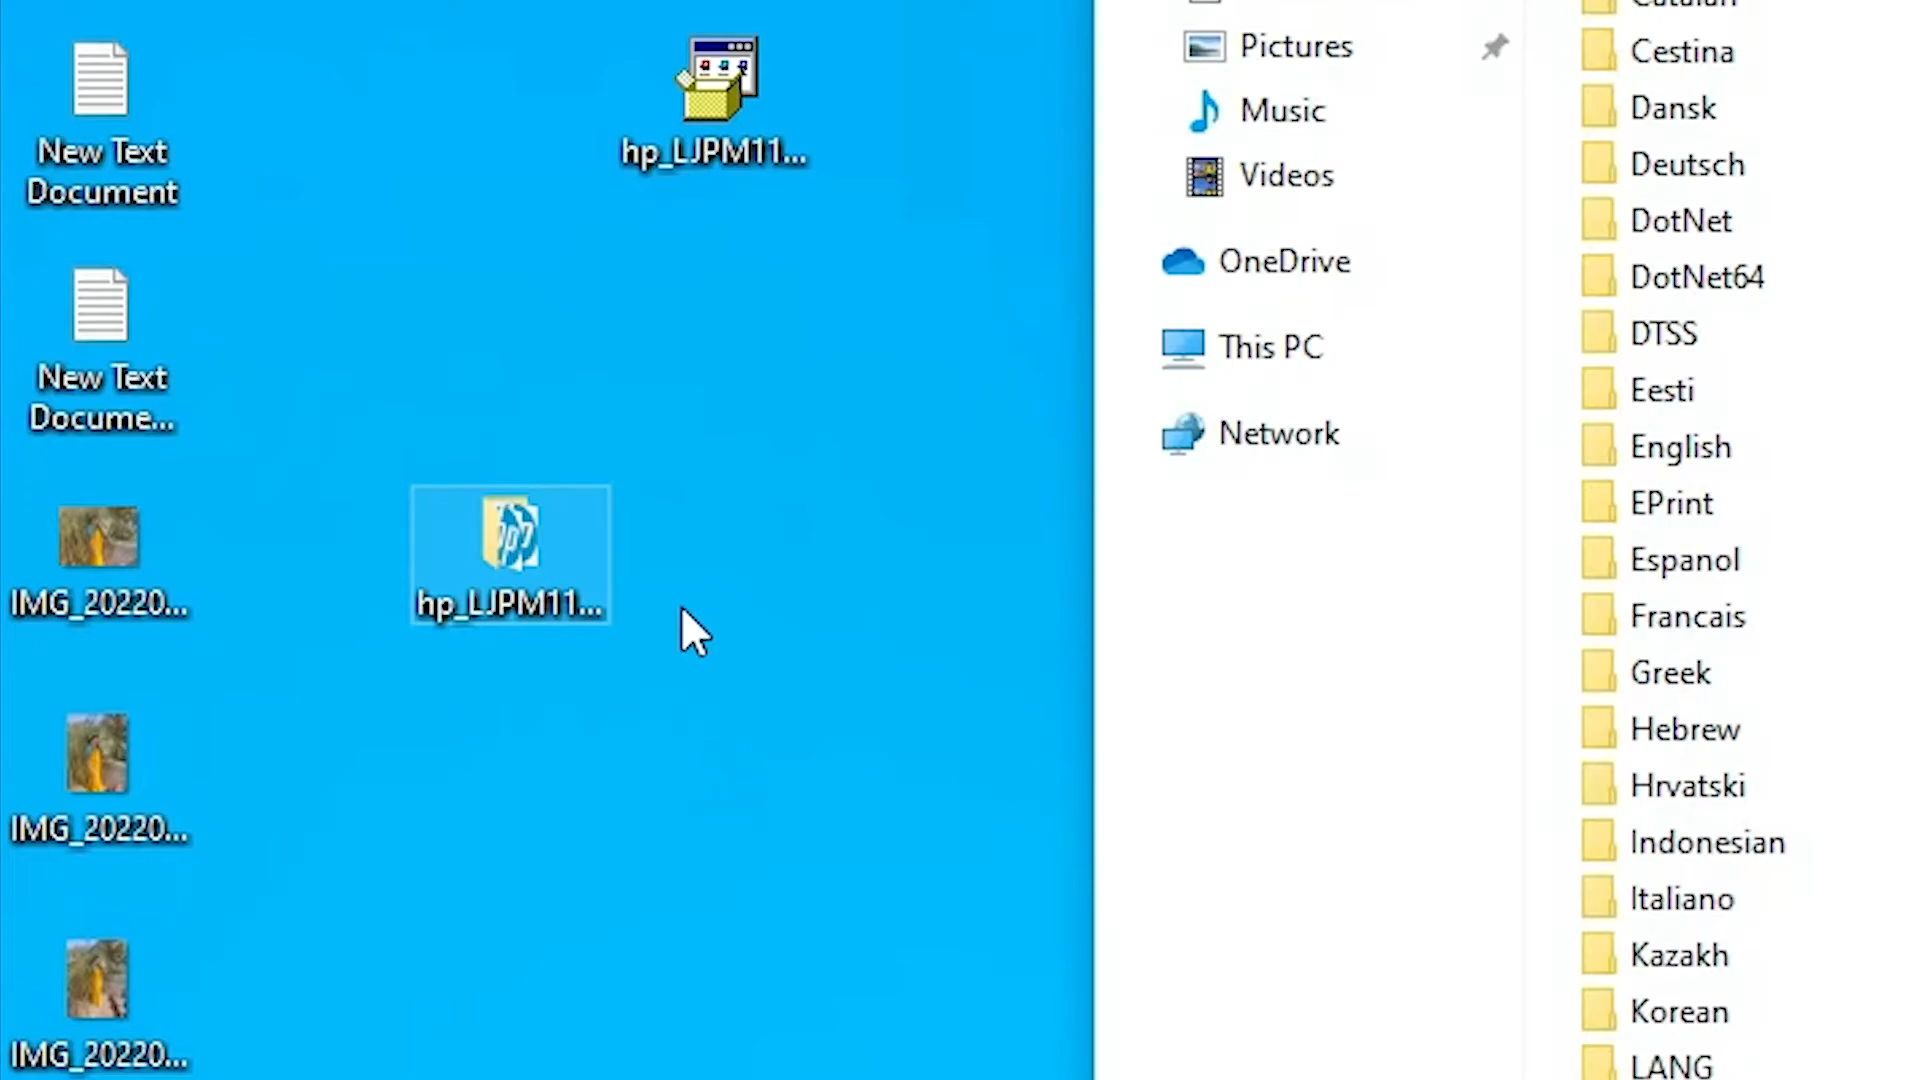 New Text
Document
New Text
Docume...
IMG_20220...
IMG_20220...
IMG_20220...
hp_LJPM11...
hp
hp_LJPM11...
Pictures
Music
Videos
OneDrive
This PC
Network
Catalan
Cestina
Dansk
Deutsch
DotNet
DotNet64
DTSS
Eesti
English
EPrint
Espanol
Francais
Greek
Hebrew
Hrvatski
Indonesian
Italiano
Kazakh
Korean
LANG